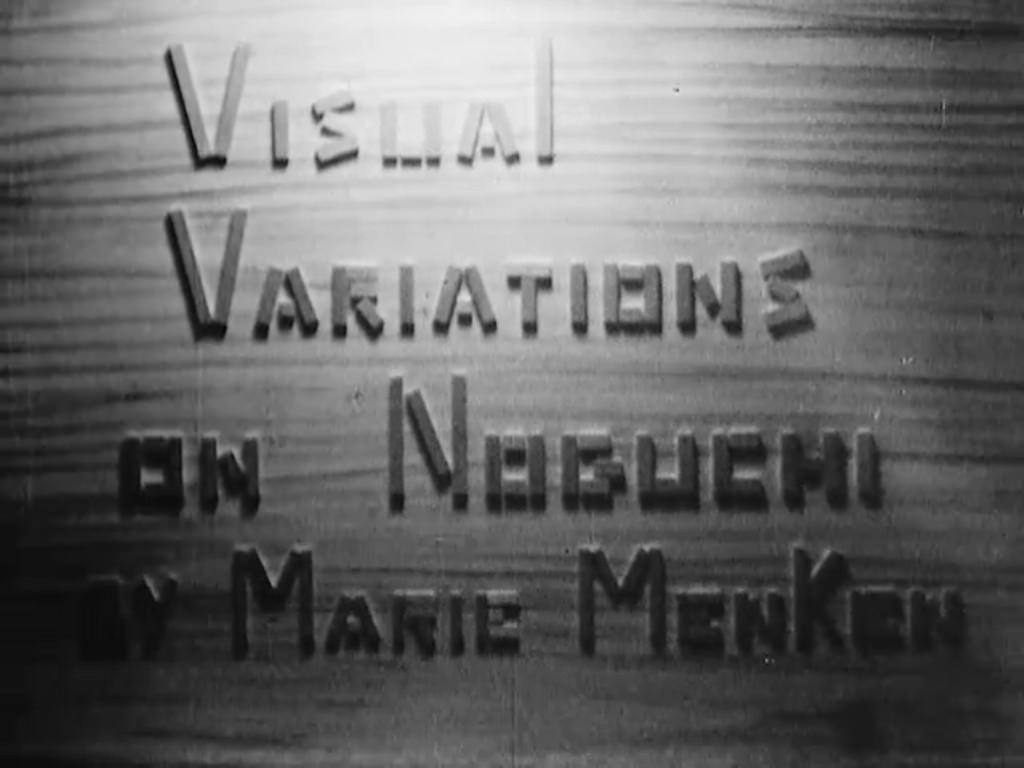 Visual
Variations
on Noguchi
by Marie Menken